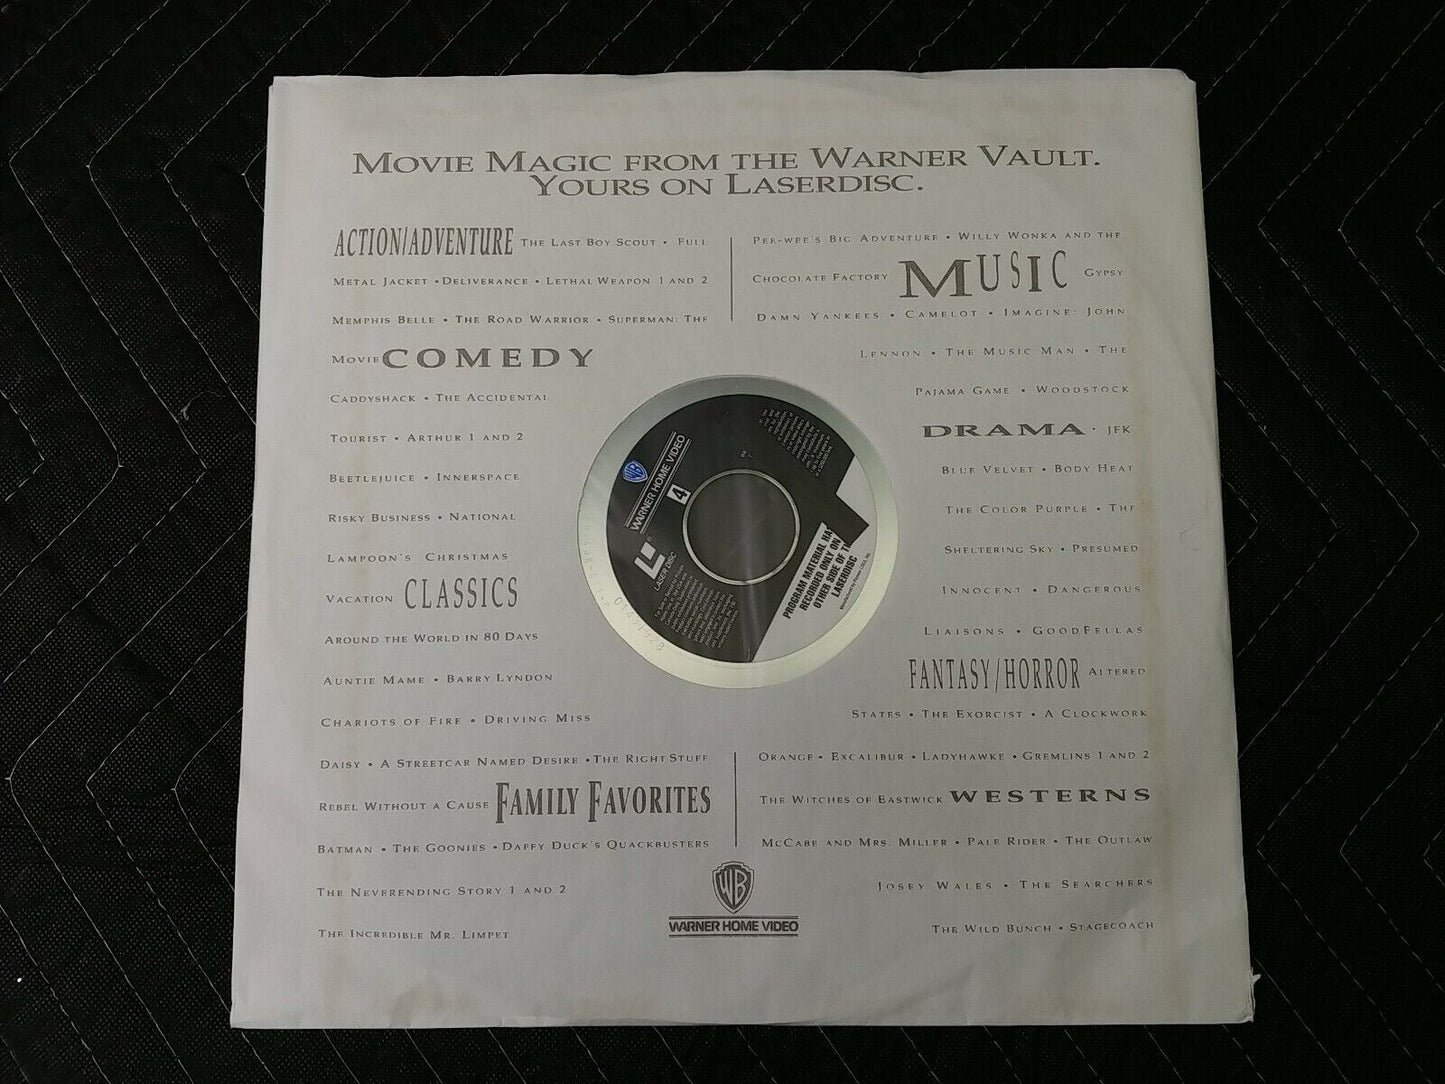 MOVIE MAGIC FROM THE WARNER VAULT.
YOURS ON LASERDISC.
ACTION/ADVENTURE THE LAST BOY SCOUT • FULL
METAL JACKET • DELIVERANCE • LETHAL WEAPON 1 AND 2
MEMPHIS BELLE • THE ROAD WARRIOR • SUPERMAN: THE
MOVIE COMEDY
CADDYSHACK • THE ACCIDENTAL
TOURIST • ARTHUR 1 AND 2
BEETLEJUICE • INNERSPACE
RISKY BUSINESS • NATIONAL
LAMPOON'S CHRISTMAS
VACATION CLASSICS
AROUND THE WORLD IN 80 DAYS
AUNTIE MAME • BARRY LYNDON
CHARIOTS OF FIRE • DRIVING MISS
DAISY • A STREETCAR NAMED DESIRE • THE RIGHT STUFF
REBEL WITHOUT A CAUSE FAMILY FAVORITES
BATMAN • THE GOONIES • DAFFY DUCK'S QUACKBUSTERS
THE NEVERENDING STORY 1 AND 2
THE INCREDIBLE MR. LIMPET
PEE-WEE'S BIG ADVENTURE • WILLY WONKA AND THE
CHOCOLATE FACTORY MUSIC GYPSY
DAMN YANKEES • CAMELOT • IMAGINE: JOHN
LENNON • THE MUSIC MAN • THE
PAJAMA GAME • WOODSTOCK
DRAMA • JFK
BLUE VELVET • BODY HEAT
THE COLOR PURPLE • THE
SHELTERING SKY • PRESUMED
INNOCENT • DANGEROUS
LIAISONS • GOODFELLAS
FANTASY/HORROR ALTERED
STATES • THE EXORCIST • A CLOCKWORK
ORANGE • EXCALIBUR • LADYHAWKE • GREMLINS 1 AND 2
THE WITCHES OF EASTWICK WESTERNS
MCCABE AND MRS. MILLER • PALE RIDER • THE OUTLAW
JOSEY WALES • THE SEARCHERS
THE WILD BUNCH • STAGECOACH
WB
WARNER HOME VIDEO
WB
WARNER HOME VIDEO
4
LASER DISC
PROGRAM MATERIAL HA
RECORDED ONLY ON
OTHER SIDE OF T
LASERDISC